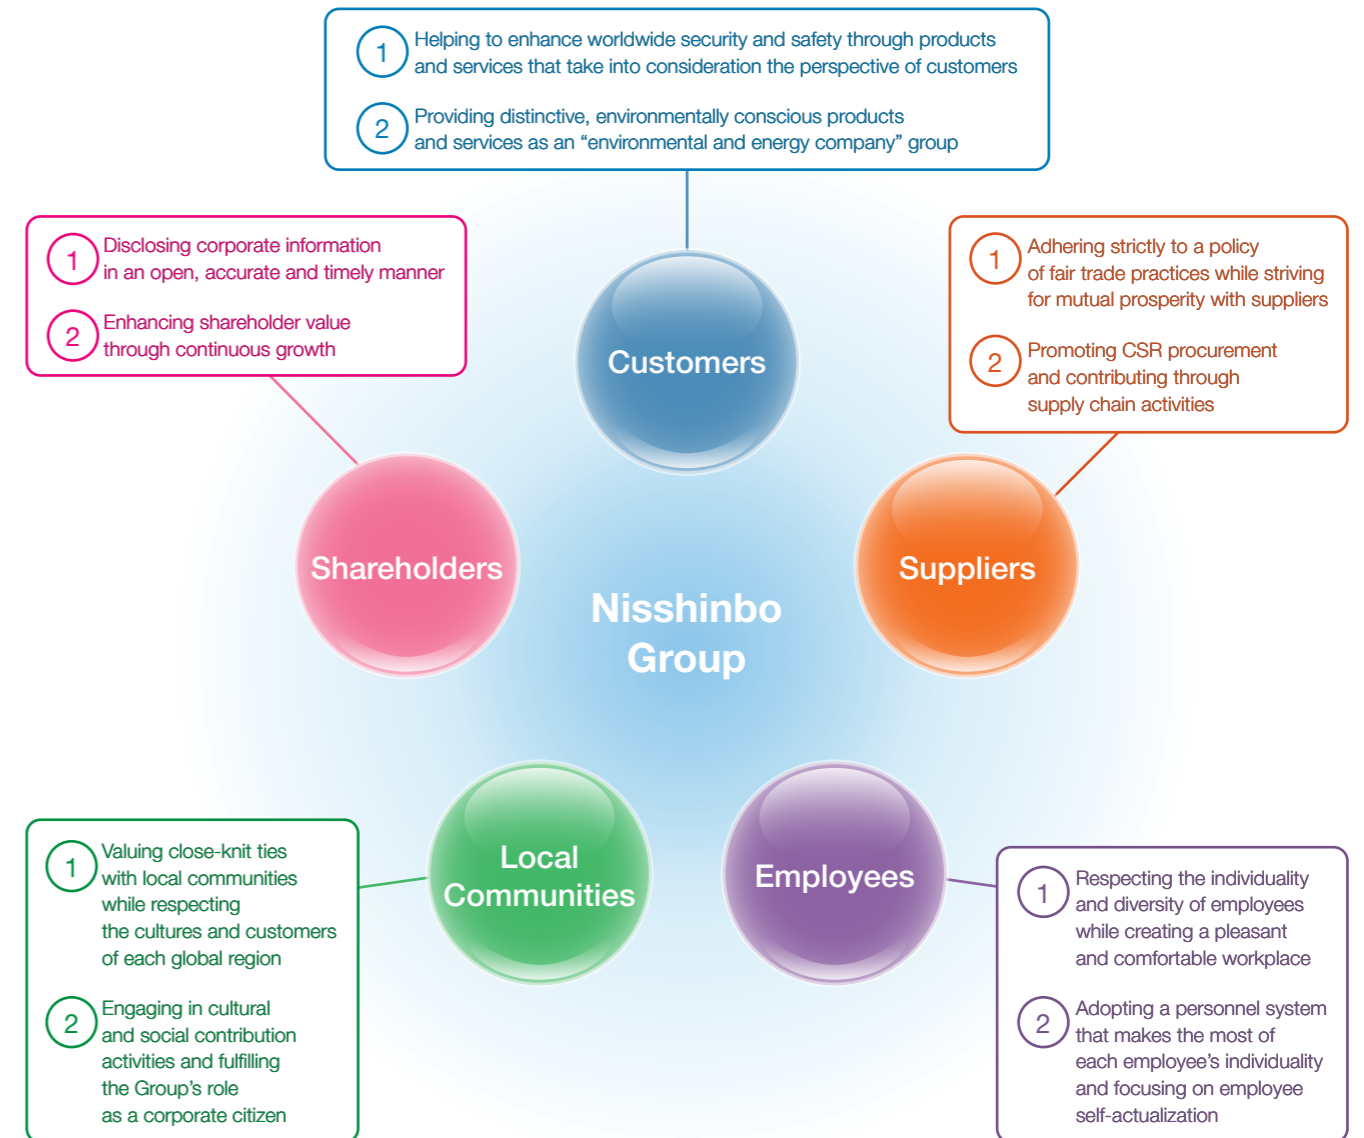 1
Helping to enhance worldwide security and safety through products
and services that take into consideration the perspective of customers
2
Providing distinctive, environmentally conscious products
and services as an “environmental and energy company” group
1
Disclosing corporate information
in an open, accurate and timely manner
2
Enhancing shareholder value
through continuous growth
1
Adhering strictly to a policy
of fair trade practices while striving
for mutual prosperity with suppliers
2
Promoting CSR procurement
and contributing through
supply chain activities
Customers
Shareholders
Suppliers
Nisshinbo
Group
Local
Communities
Employees
1
Valuing close-knit ties
with local communities
while respecting
the cultures and customers
of each global region
2
Engaging in cultural
and social contribution
activities and fulfilling
the Group’s role
as a corporate citizen
1
Respecting the individuality
and diversity of employees
while creating a pleasant
and comfortable workplace
2
Adopting a personnel system
that makes the most of
each employee’s individuality
and focusing on employee
self-actualization